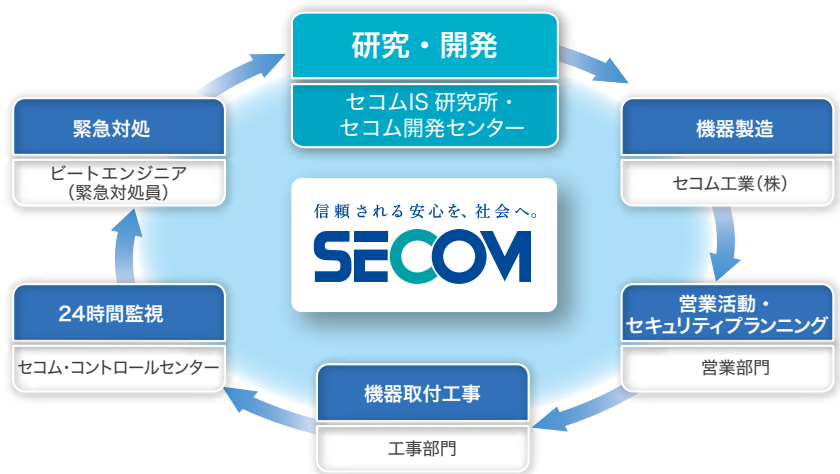 研究・開発
セコムIS 研究所・
セコム開発センター
機器製造
セコム工業(株)
営業活動・
セキュリティプランニング
営業部門
機器取付工事
工事部門
24時間監視
セコム・コントロールセンター
緊急対処
ビートエンジニア
(緊急対処員)
信頼される安心を、社会へ。
SECOM